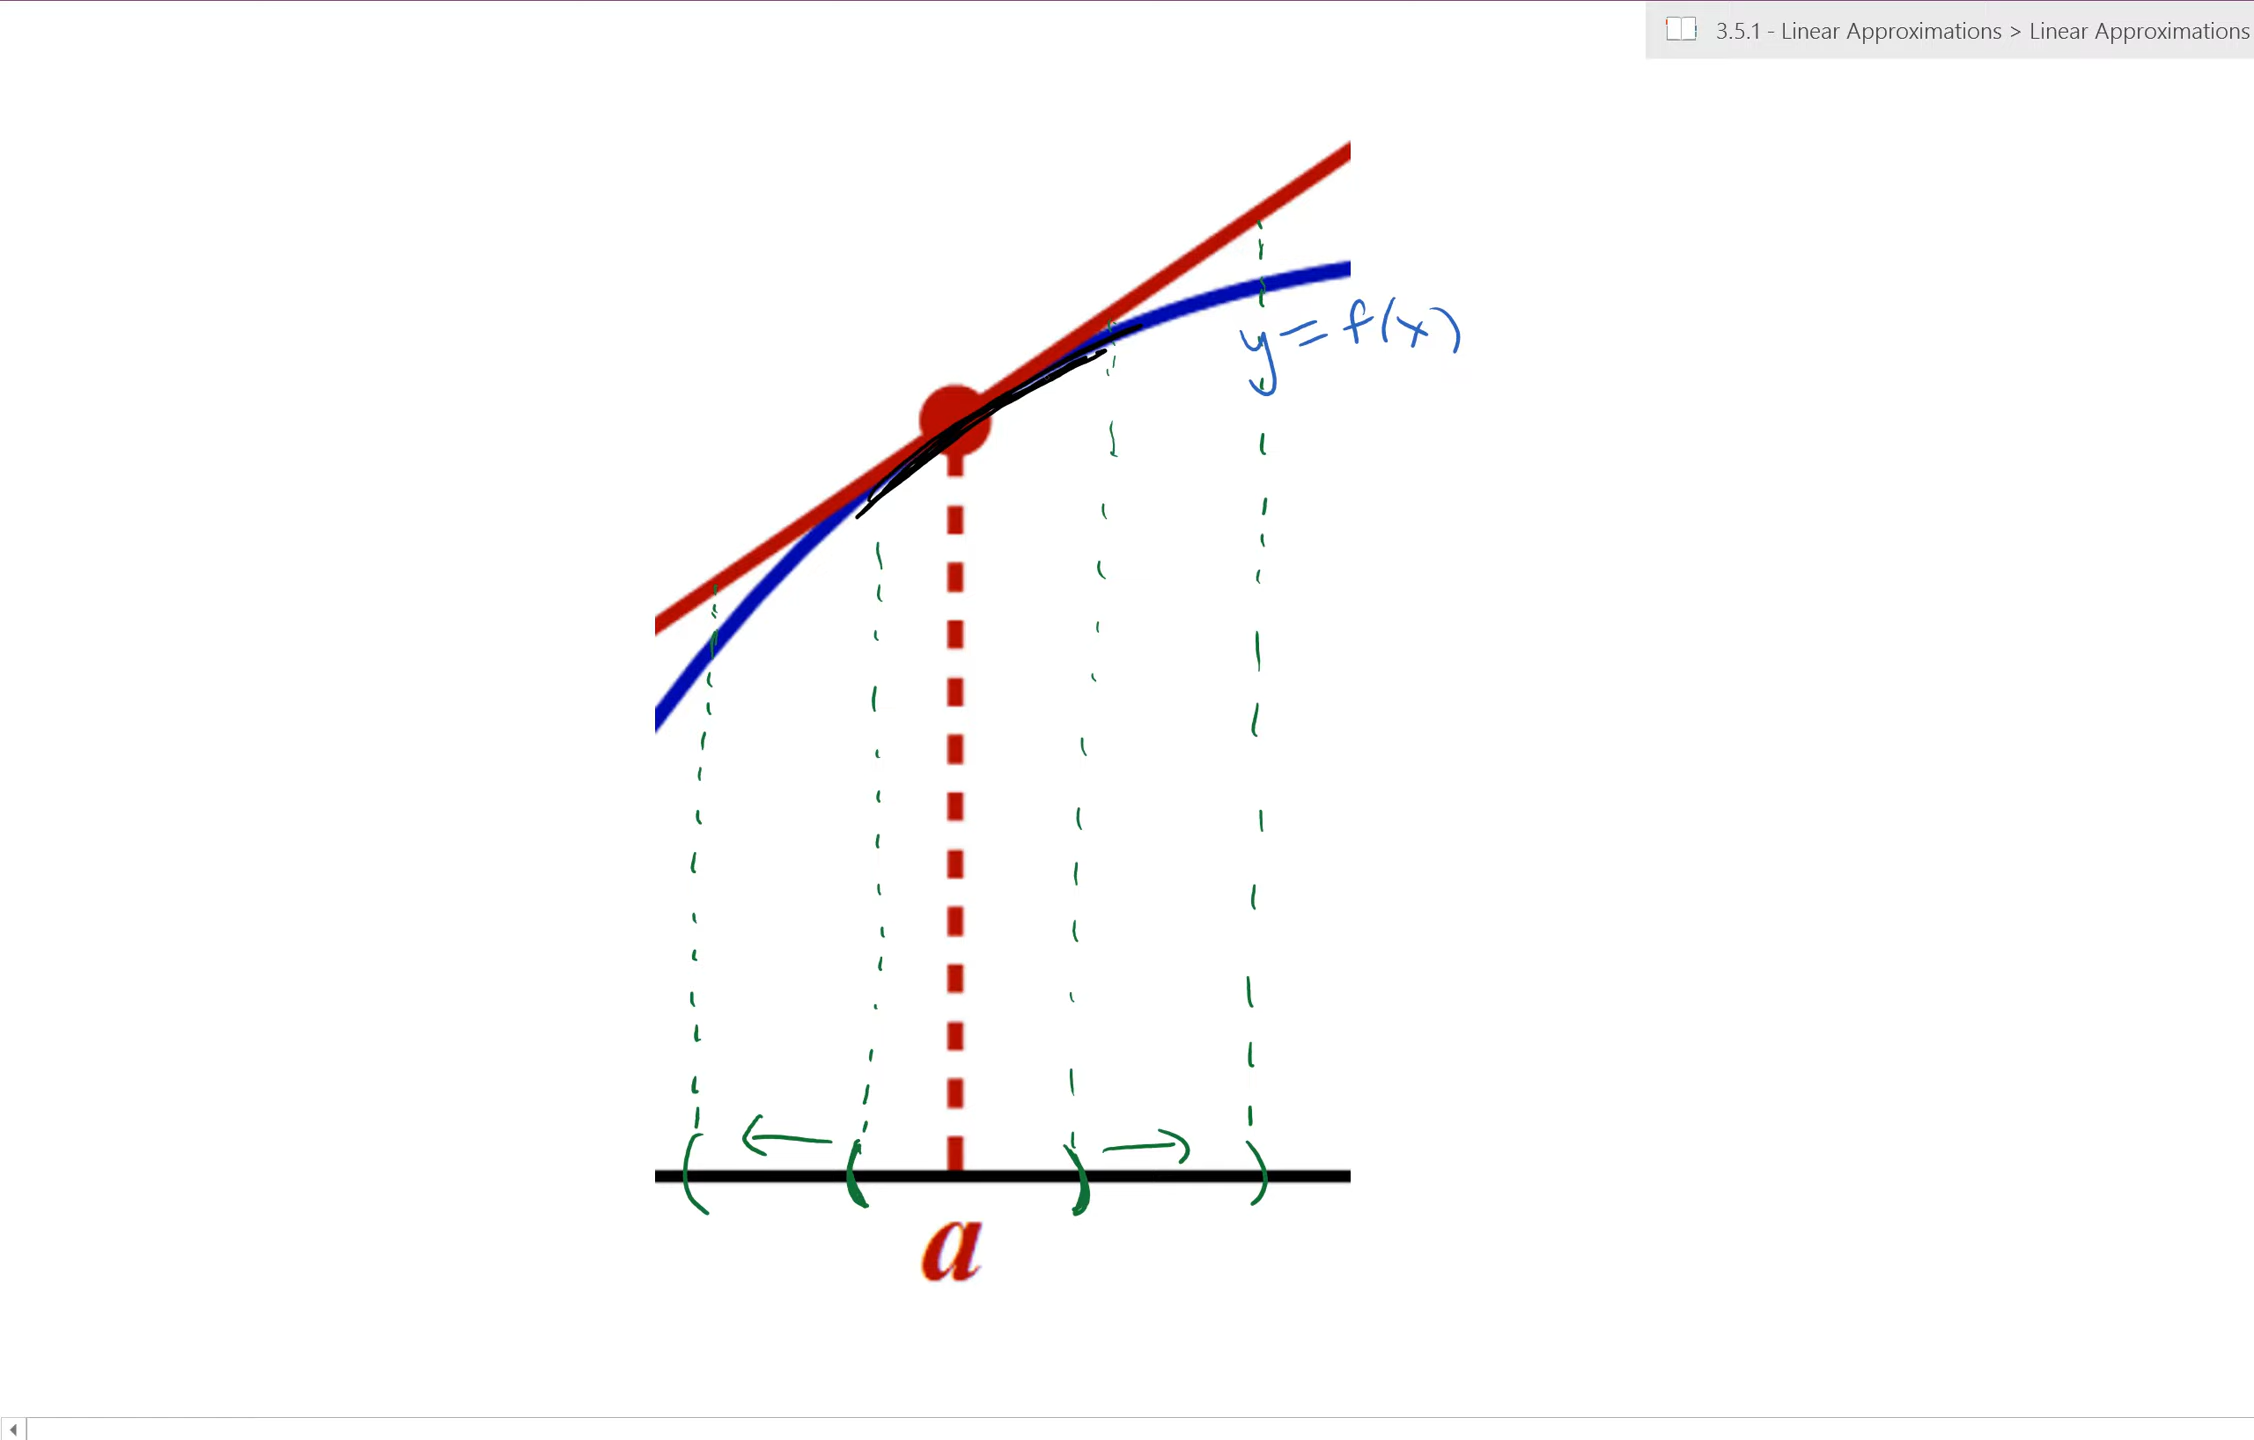 3.5.1 - Linear Approximations > Linear Approximations
y = f(x)
a